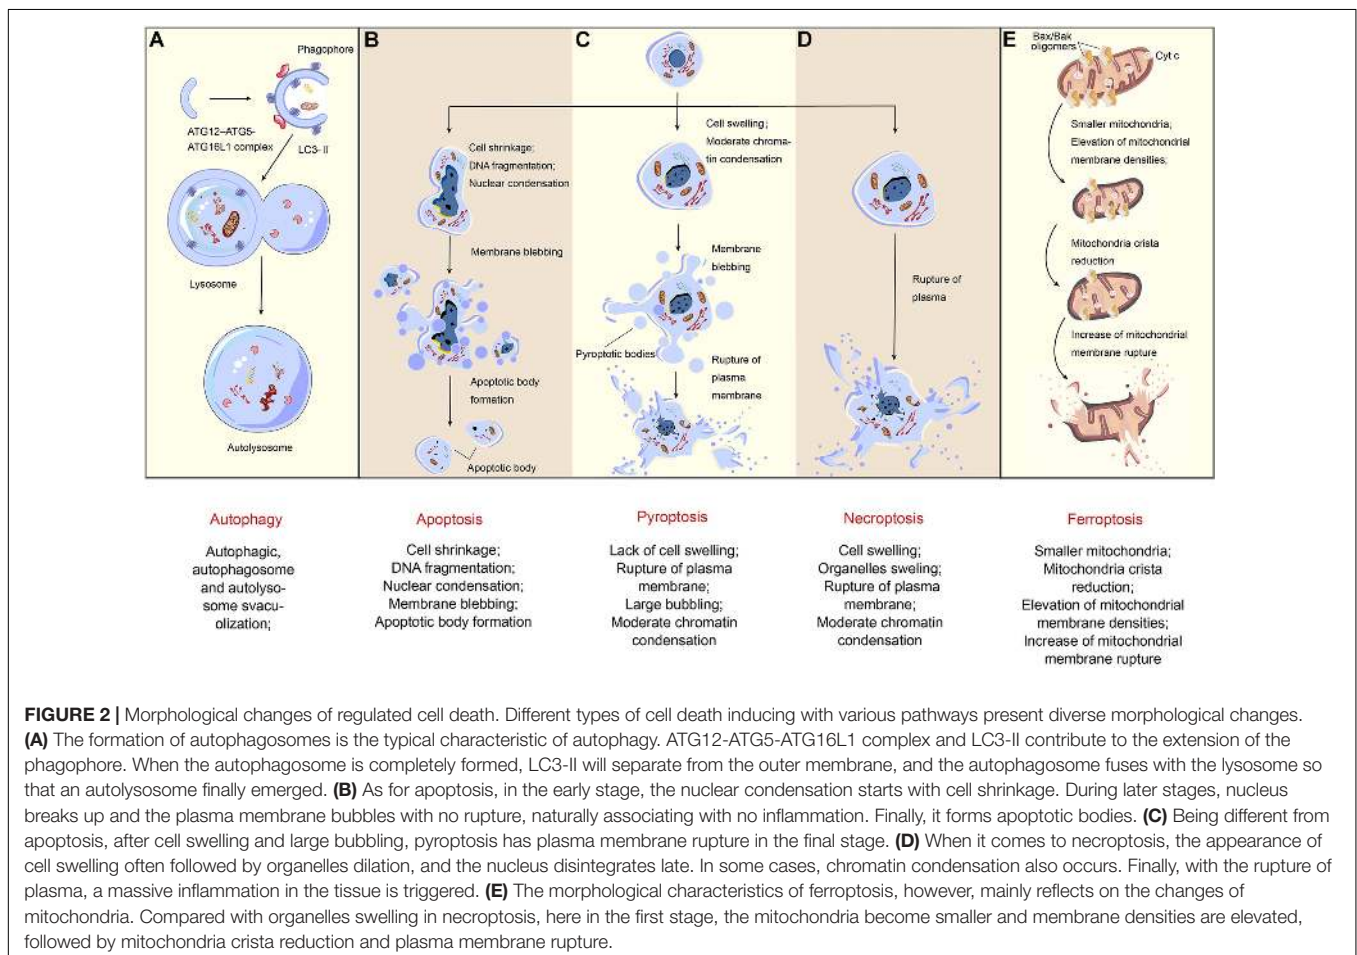 A
Phagophore
ATG12–ATG5-
ATG16L1 complex
LC3- II
Lysosome
Autolysosome
B
Cell shrinkage;
DNA fragmentation;
Nuclear condensation
Membrane blebbing
Apoptotic body
formation
Apoptotic body
C
Cell swelling;
Moderate chroma-
tin condensation
Membrane
blebbing
Pyroptotic bodies
Rupture of
plasma
membrane
D
Rupture of
plasma
E
Bax/Bak
oligomers
Cyt c
Smaller mitochondria;
Elevation of mitochondrial
membrane densities;
Mitochondria crista
reduction
Increase of mitochondrial
membrane rupture
Autophagy
Autophagic,
autophagosome
and autolyso-
some svacu-
olization;
Apoptosis
Cell shrinkage;
DNA fragmentation;
Nuclear condensation;
Membrane blebbing;
Apoptotic body formation
Pyroptosis
Lack of cell swelling;
Rupture of plasma
membrane;
Large bubbling;
Moderate chromatin
condensation
Necroptosis
Cell swelling;
Organelles sweling;
Rupture of plasma
membrane;
Moderate chromatin
condensation
Ferroptosis
Smaller mitochondria;
Mitochondria crista
reduction;
Elevation of mitochondrial
membrane densities;
Increase of mitochondrial
membrane rupture
FIGURE 2 | Morphological changes of regulated cell death. Different types of cell death inducing with various pathways present diverse morphological changes.
(A) The formation of autophagosomes is the typical characteristic of autophagy. ATG12-ATG5-ATG16L1 complex and LC3-II contribute to the extension of the
phagophore. When the autophagosome is completely formed, LC3-II will separate from the outer membrane, and the autophagosome fuses with the lysosome so
that an autolysosome finally emerged. (B) As for apoptosis, in the early stage, the nuclear condensation starts with cell shrinkage. During later stages, nucleus
breaks up and the plasma membrane bubbles with no rupture, naturally associating with no inflammation. Finally, it forms apoptotic bodies. (C) Being different from
apoptosis, after cell swelling and large bubbling, pyroptosis has plasma membrane rupture in the final stage. (D) When it comes to necroptosis, the appearance of
cell swelling often followed by organelles dilation, and the nucleus disintegrates late. In some cases, chromatin condensation also occurs. Finally, with the rupture of
plasma, a massive inflammation in the tissue is triggered. (E) The morphological characteristics of ferroptosis, however, mainly reflects on the changes of
mitochondria. Compared with organelles swelling in necroptosis, here in the first stage, the mitochondria become smaller and membrane densities are elevated,
followed by mitochondria crista reduction and plasma membrane rupture.